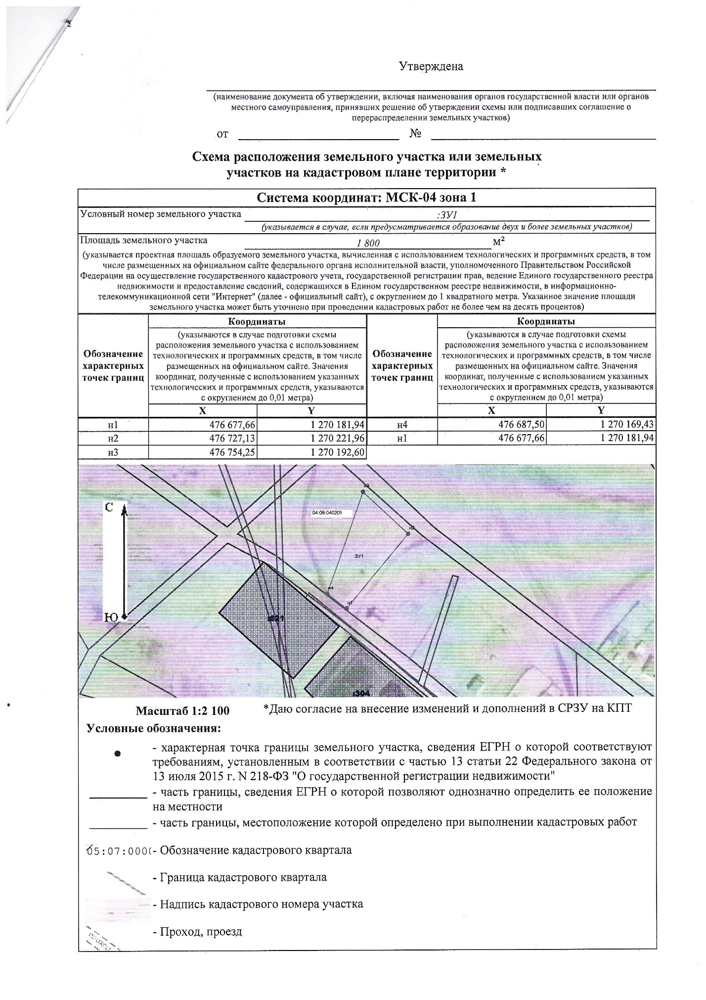 Утверждена
(наименование документа об утверждении, включая наименования органов государственной власти или органов
местного самоуправления, принявших решение об утверждении схемы или подписавших соглашение о
перераспределении земельных участков)
от № 
Схема расположения земельного участка или земельных
участков на кадастровом плане территории *
Система координат: МСК-04 зона 1
Условный номер земельного участка :ЗУ1
(указывается в случае, если предусматривается образование двух и более земельных участков)
Площадь земельного участка 1 800 м2
(указывается проектная площадь образуемого земельного участка, вычисленная с использованием технологических и программных средств, в том
числе размещенных на официальном сайте федерального органа исполнительной власти, уполномоченного Правительством Российской
Федерации на осуществление государственного кадастрового учета, государственной регистрации прав, ведение Единого государственного реестра
недвижимости и предоставление сведений, содержащихся в Едином государственном реестре недвижимости, в информационно-
телекоммуникационной сети "Интернет" (далее - официальный сайт), с округлением до 1 квадратного метра. Указанное значение площади
земельного участка может быть уточнено при проведении кадастровых работ не более чем на десять процентов)
Обозначение
характерных
точек границ
Координаты
(указываются в случае подготовки схемы
расположения земельного участка с использованием
технологических и программных средств, в том числе
размещенных на официальном сайте. Значения
координат, полученные с использованием указанных
технологических и программных средств, указываются
с округлением до 0,01 метра)
X Y
Обозначение
характерных
точек границ
Координаты
(указываются в случае подготовки схемы
расположения земельного участка с использованием
технологических и программных средств, в том числе
размещенных на официальном сайте. Значения
координат, полученные с использованием указанных
технологических и программных средств, указываются
с округлением до 0,01 метра)
X Y
н1 476 677,66 1 270 181,94 н4 476 687,50 1 270 169,43
н2 476 727,13 1 270 221,96 н1 476 677,66 1 270 181,94
н3 476 754,25 1 270 192,60
н3
С
04:08:040201
н2
:ЗУ1
н4
н1
Ю
:621
:304
Масштаб 1:2 100 *Даю согласие на внесение изменений и дополнений в СРЗУ на КПТ
Условные обозначения:
- характерная точка границы земельного участка, сведения ЕГРН о которой соответствуют
требованиям, установленным в соответствии с частью 13 статьи 22 Федерального закона от
13 июля 2015 г. N 218-ФЗ "О государственной регистрации недвижимости"
- часть границы, сведения ЕГРН о которой позволяют однозначно определить ее положение
на местности
- часть границы, местоположение которой определено при выполнении кадастровых работ
05:07:000( - Обозначение кадастрового квартала
- Граница кадастрового квартала
- Надпись кадастрового номера участка
- Проход, проезд
проход